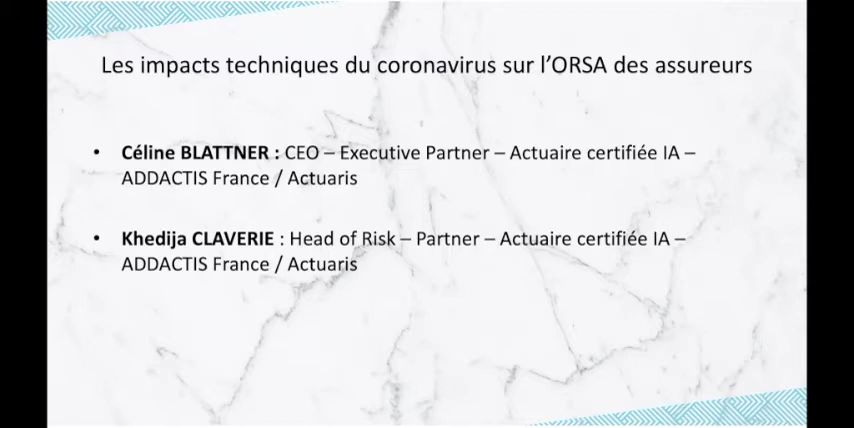 Les impacts techniques du coronavirus sur l'ORSA des assureurs
• Céline BLATTNER : CEO – Executive Partner – Actuaire certifiée IA –
ADDACTIS France / Actuaris
• Khedija CLAVERIE : Head of Risk – Partner – Actuaire certifiée IA –
ADDACTIS France / Actuaris